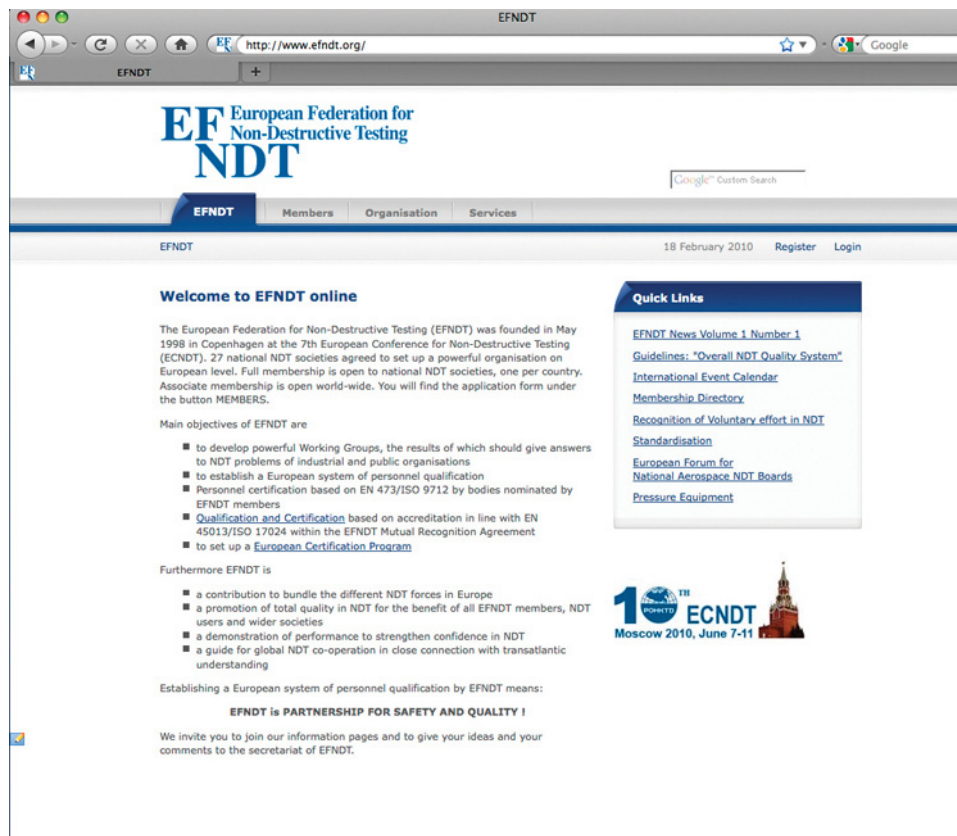 EFNDT
http://www.efndt.org/
Google
EFNDT
+
EF
NDT
European Federation for
Non-Destructive Testing
Google™ Custom Search
EFNDT Members Organisation Services
EFNDT
18 February 2010 Register Login
Welcome to EFNDT online
The European Federation for Non-Destructive Testing (EFNDT) was founded in May
1998 in Copenhagen at the 7th European Conference for Non-Destructive Testing
(ECNDT). 27 national NDT societies agreed to set up a powerful organisation on
European level. Full membership is open to national NDT societies, one per country.
Associate membership is open world-wide. You will find the application form under
the button MEMBERS.
Main objectives of EFNDT are
to develop powerful Working Groups, the results of which should give answers
to NDT problems of industrial and public organisations
to establish a European system of personnel qualification
Personnel certification based on EN 473/ISO 9712 by bodies nominated by
EFNDT members
Qualification and Certification based on accreditation in line with EN
45013/ISO 17024 within the EFNDT Mutual Recognition Agreement
to set up a European Certification Program
Furthermore EFNDT is
a contribution to bundle the different NDT forces in Europe
a promotion of total quality in NDT for the benefit of all EFNDT members, NDT
users and wider societies
a demonstration of performance to strengthen confidence in NDT
a guide for global NDT co-operation in close connection with transatlantic
understanding
Establishing a European system of personnel qualification by EFNDT means:
EFNDT is PARTNERSHIP FOR SAFETY AND QUALITY !
We invite you to join our information pages and to give your ideas and your
comments to the secretariat of EFNDT.
Quick Links
EFNDT News Volume 1 Number 1
Guidelines: "Overall NDT Quality System"
International Event Calendar
Membership Directory
Recognition of Voluntary effort in NDT
Standardisation
European Forum for
National Aerospace NDT Boards
Pressure Equipment
10TH
РОНКТД
ECNDT
Moscow 2010, June 7-11